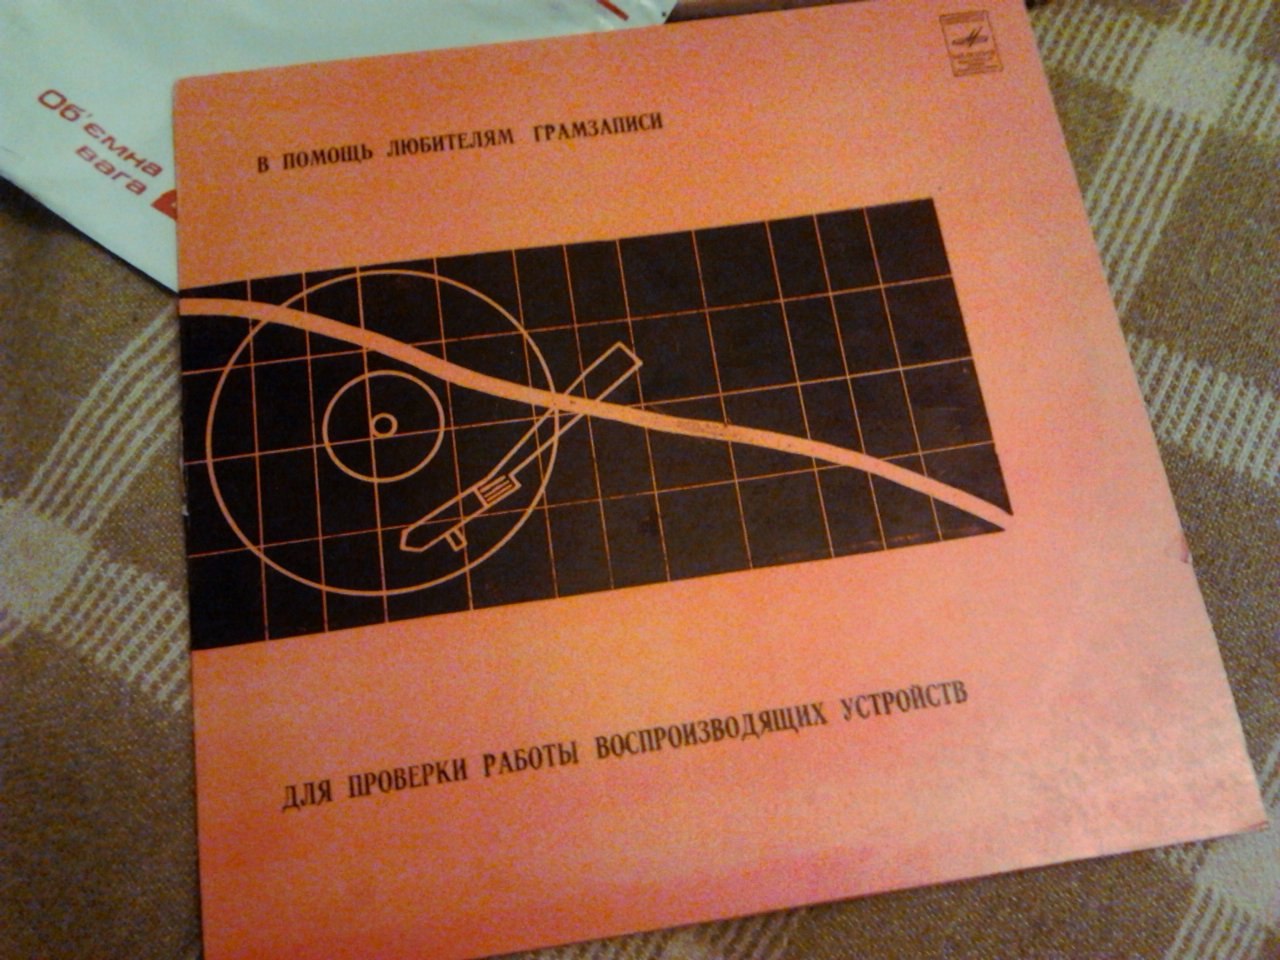 Об'ємна
вага
В ПОМОЩЬ ЛЮБИТЕЛЯМ ГРАМЗАПИСИ
ДЛЯ ПРОВЕРКИ РАБОТЫ ВОСПРОИЗВОДЯЩИХ УСТРОЙСТВ